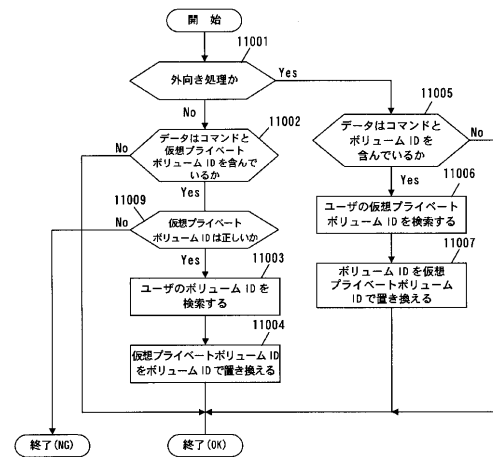 開 始
11001
外向き処理か
Yes
No
11002
11005
データはコマンドと
仮想プライベート
ボリューム ID を含んで
いるか
No
データはコマンドと
ボリューム ID を
含んでいるか
No
Yes
Yes
11006
11009
No
仮想プライベート
ボリューム ID は正しいか
ユーザの仮想プライベート
ボリューム ID を検索する
Yes
11003
11007
ユーザのボリューム ID を
検索する
ボリューム ID を仮想
プライベートボリューム
ID で置き換える
11004
仮想プライベートボリューム ID
をボリューム ID で置き換える
終了(NG)
終了(OK)